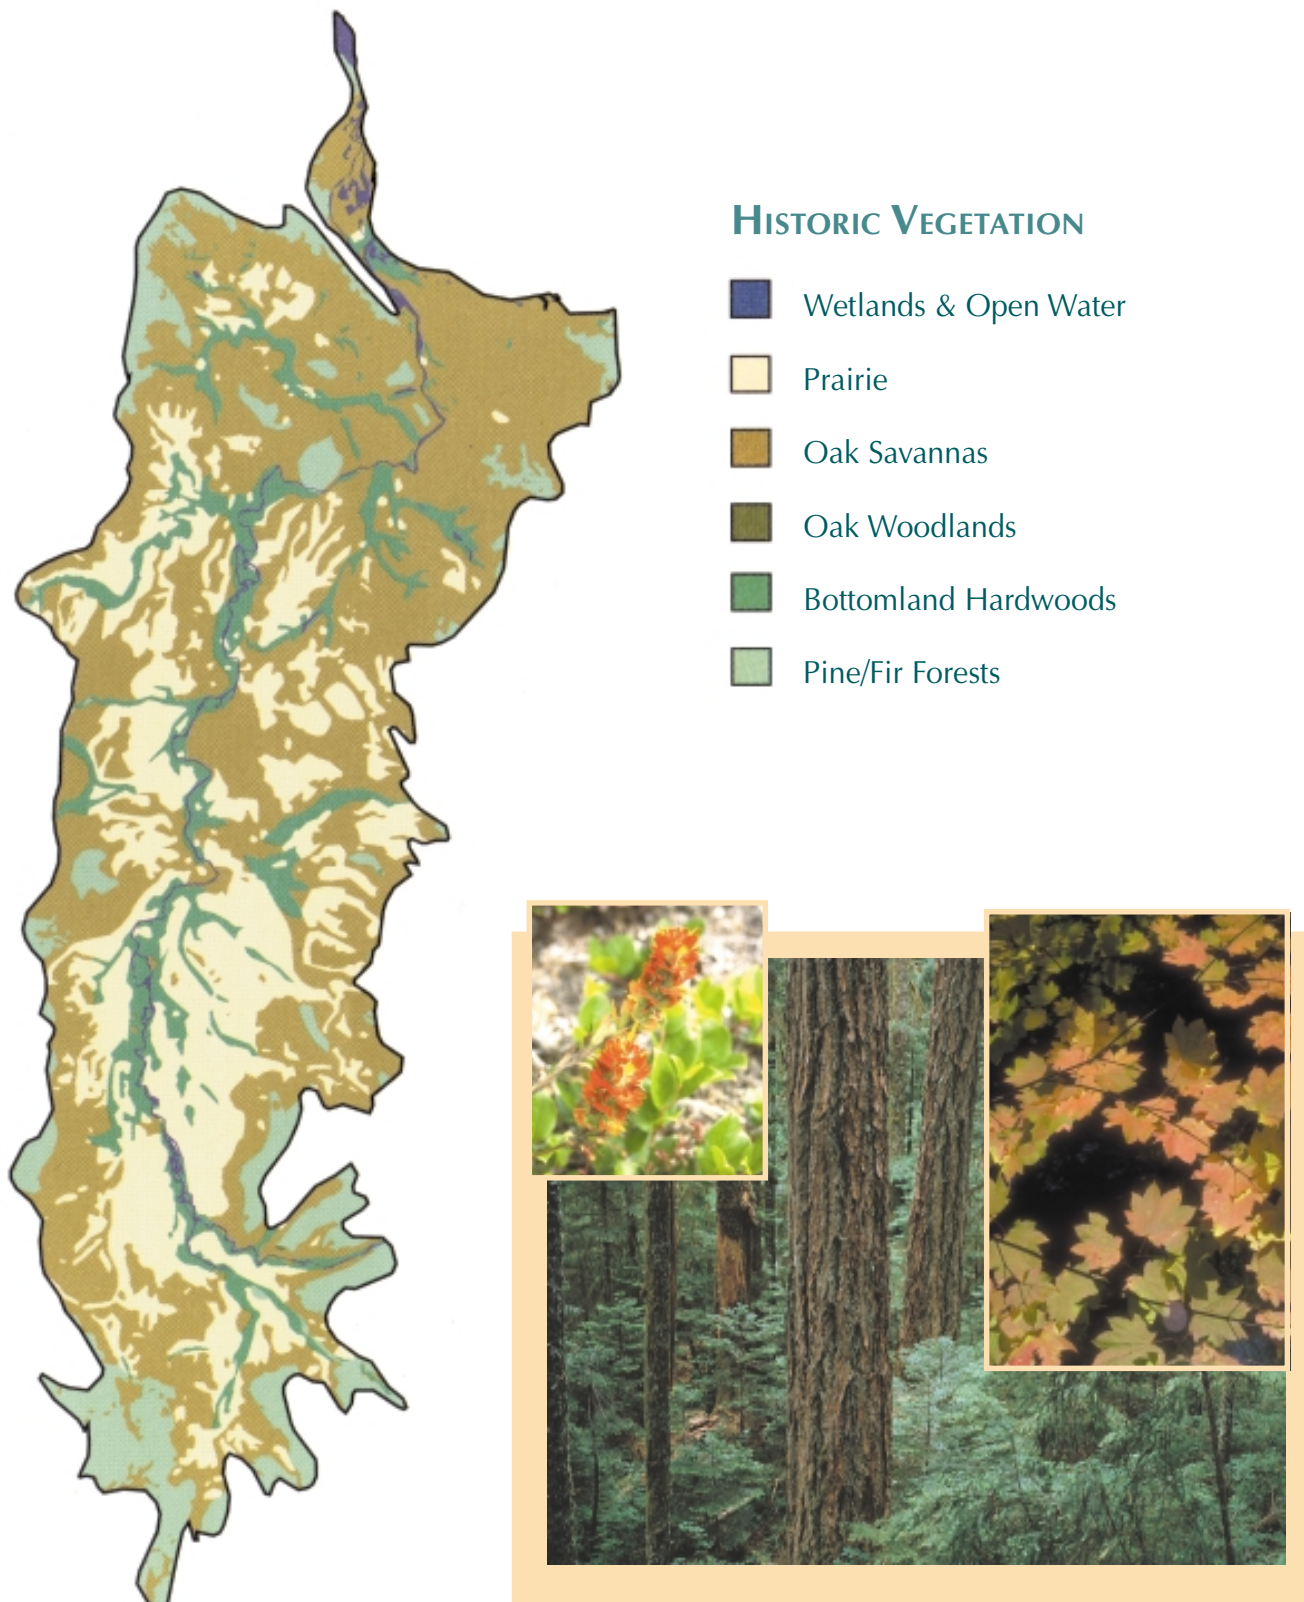 Historic Vegetation
Wetlands & Open Water
Prairie
Oak Savannas
Oak Woodlands
Bottomland Hardwoods
Pine/Fir Forests